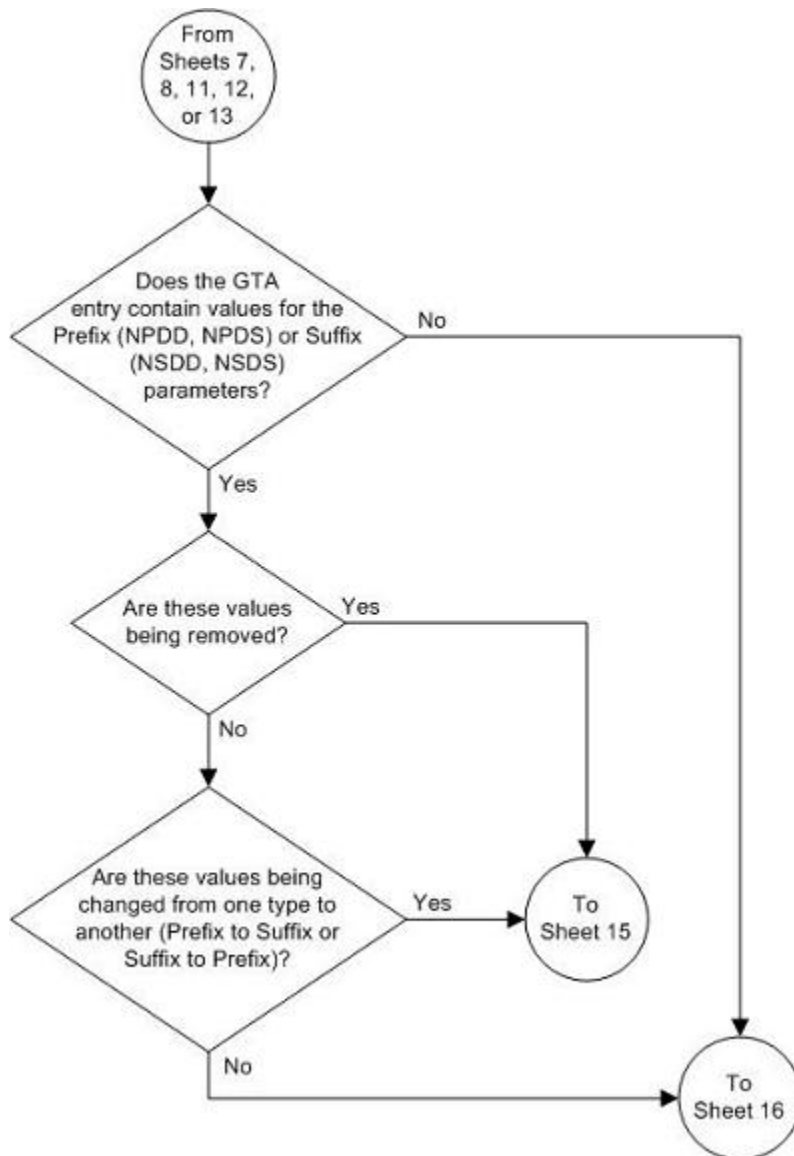 From
Sheets 7,
8, 11, 12,
or 13
Does the GTA
entry contain values for the
Prefix (NPDD, NPDS) or Suffix
(NSDD, NSDS)
parameters?
No
Yes
Are these values
being removed?
Yes
No
Are these values being
changed from one type to
another (Prefix to Suffix or
Suffix to Prefix)?
Yes
To
Sheet 15
No
To
Sheet 16